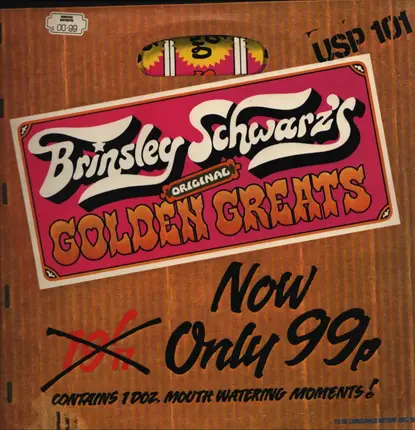 00·99
USP 101
Brinsley Schwarz's
ORIGINAL
GOLDEN GREATS
Now
Only 99p
CONTAINS 1 DOZ. MOUTH WATERING MOMENTS!